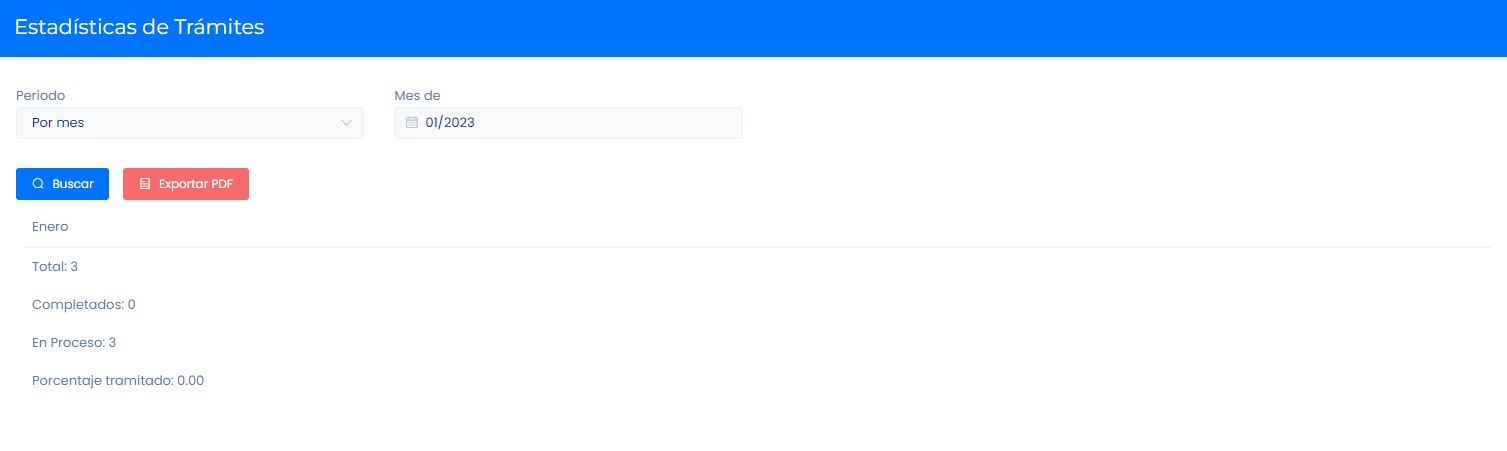 Estadísticas de Trámites
Periodo
Mes de
Por mes
01/2023
Buscar
Exportar PDF
Enero
Total: 3
Completados: 0
En Proceso: 3
Porcentaje tramitado: 0.00